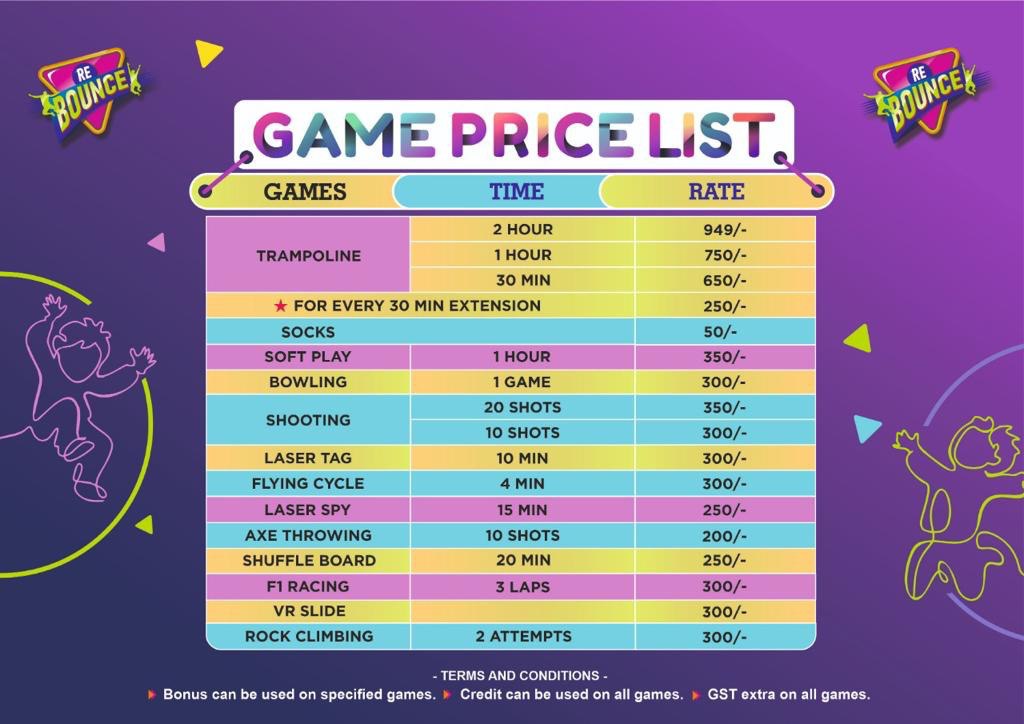 RE
BOUNCE
RE
BOUNCE
GAME PRICE LIST
GAMES TIME RATE
TRAMPOLINE
2 HOUR 949/-
1 HOUR 750/-
30 MIN 650/-
★ FOR EVERY 30 MIN EXTENSION 250/-
SOCKS 50/-
SOFT PLAY 1 HOUR 350/-
BOWLING 1 GAME 300/-
SHOOTING
20 SHOTS 350/-
10 SHOTS 300/-
LASER TAG 10 MIN 300/-
FLYING CYCLE 4 MIN 300/-
LASER SPY 15 MIN 250/-
AXE THROWING 10 SHOTS 200/-
SHUFFLE BOARD 20 MIN 250/-
F1 RACING 3 LAPS 300/-
VR SLIDE 300/-
ROCK CLIMBING 2 ATTEMPTS 300/-
- TERMS AND CONDITIONS -
Bonus can be used on specified games. Credit can be used on all games. GST extra on all games.